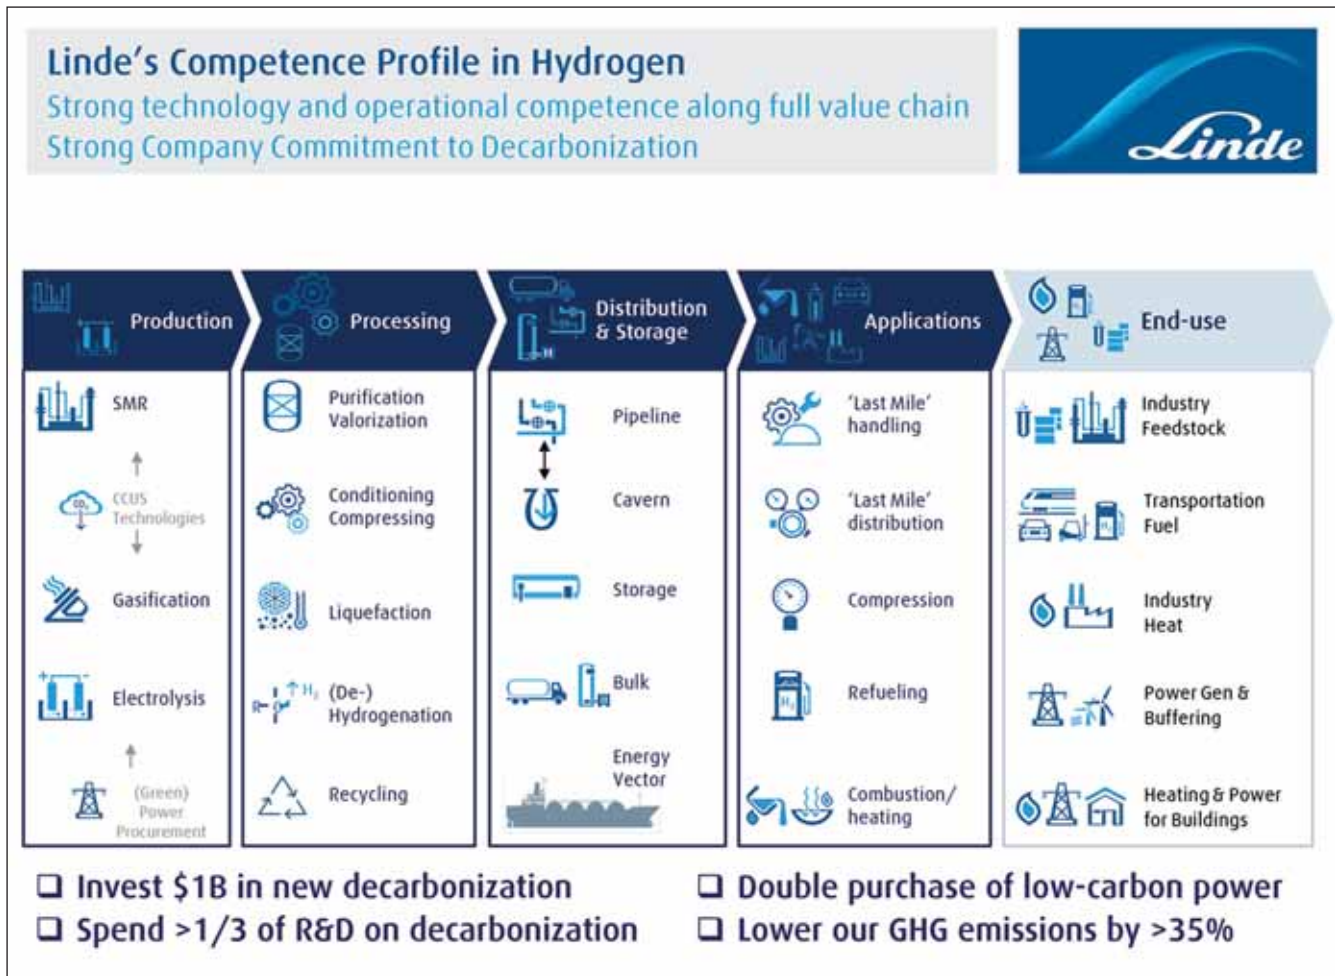 Linde's Competence Profile in Hydrogen
Strong technology and operational competence along full value chain
Strong Company Commitment to Decarbonization
Linde
Production
SMR
CO₂
CCUS
Technologies
Gasification
Electrolysis
(Green)
Power
Procurement
Processing
Purification
Valorization
Conditioning
Compressing
Liquefaction
R
H₂
(De-)
Hydrogenation
Recycling
Distribution
& Storage
H
Pipeline
Cavern
Storage
Bulk
Energy
Vector
Applications
'Last Mile'
handling
'Last Mile'
distribution
Compression
H₂
Refueling
Combustion/
heating
End-use
Industry
Feedstock
H₂
Transportation
Fuel
Industry
Heat
Power Gen &
Buffering
Heating & Power
for Buildings
❑ Invest $1B in new decarbonization
❑ Spend >1/3 of R&D on decarbonization
❑ Double purchase of low-carbon power
❑ Lower our GHG emissions by >35%